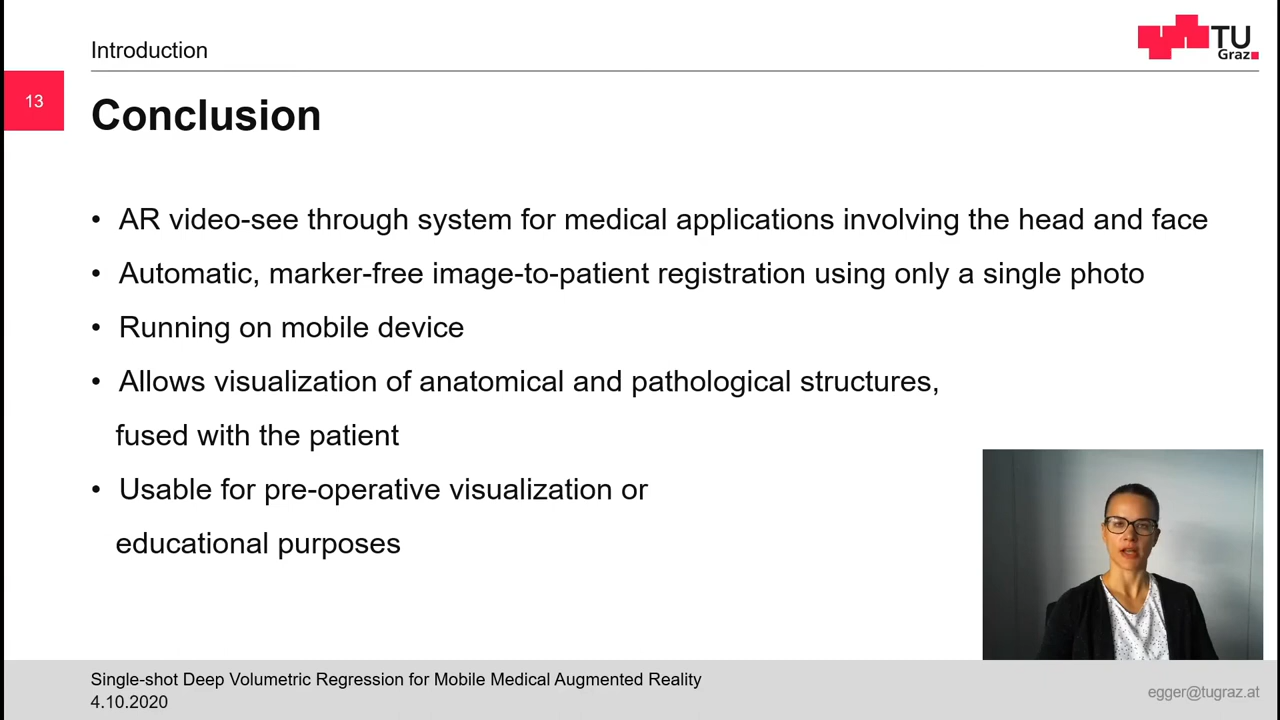 Introduction
TU
Graz
13
Conclusion
• AR video-see through system for medical applications involving the head and face
• Automatic, marker-free image-to-patient registration using only a single photo
• Running on mobile device
• Allows visualization of anatomical and pathological structures,
fused with the patient
• Usable for pre-operative visualization or
educational purposes
Single-shot Deep Volumetric Regression for Mobile Medical Augmented Reality
4.10.2020
egger@tugraz.at